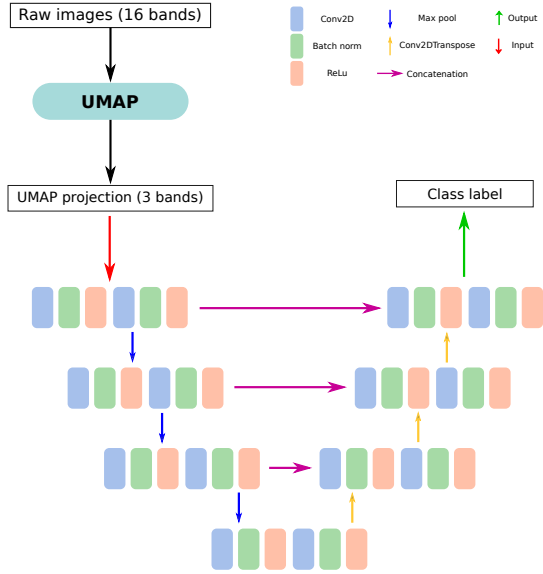 Raw images (16 bands)
UMAP
UMAP projection (3 bands)
Conv2D
Batch norm
ReLu
Max pool
Conv2DTranspose
Concatenation
Output
Input
Class label